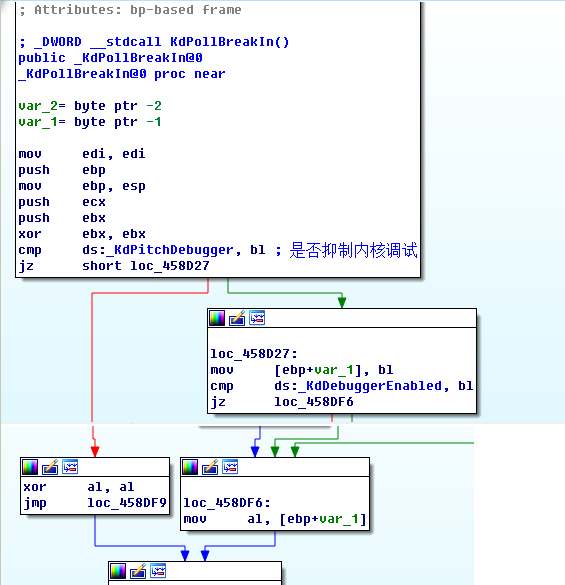 ; Attributes: bp-based frame
; _DWORD __stdcall KdPollBreakIn()
public _KdPollBreakIn@0
_KdPollBreakIn@0 proc near
var_2= byte ptr -2
var_1= byte ptr -1
mov edi, edi
push ebp
mov ebp, esp
push ecx
push ebx
xor ebx, ebx
cmp ds:_KdPitchDebugger, bl ; 是否抑制内核调试
jz short loc_458D27
loc_458D27:
mov [ebp+var_1], bl
cmp ds:_KdDebuggerEnabled, bl
jz loc_458DF6
xor al, al
jmp loc_458DF9
loc_458DF6:
mov al, [ebp+var_1]